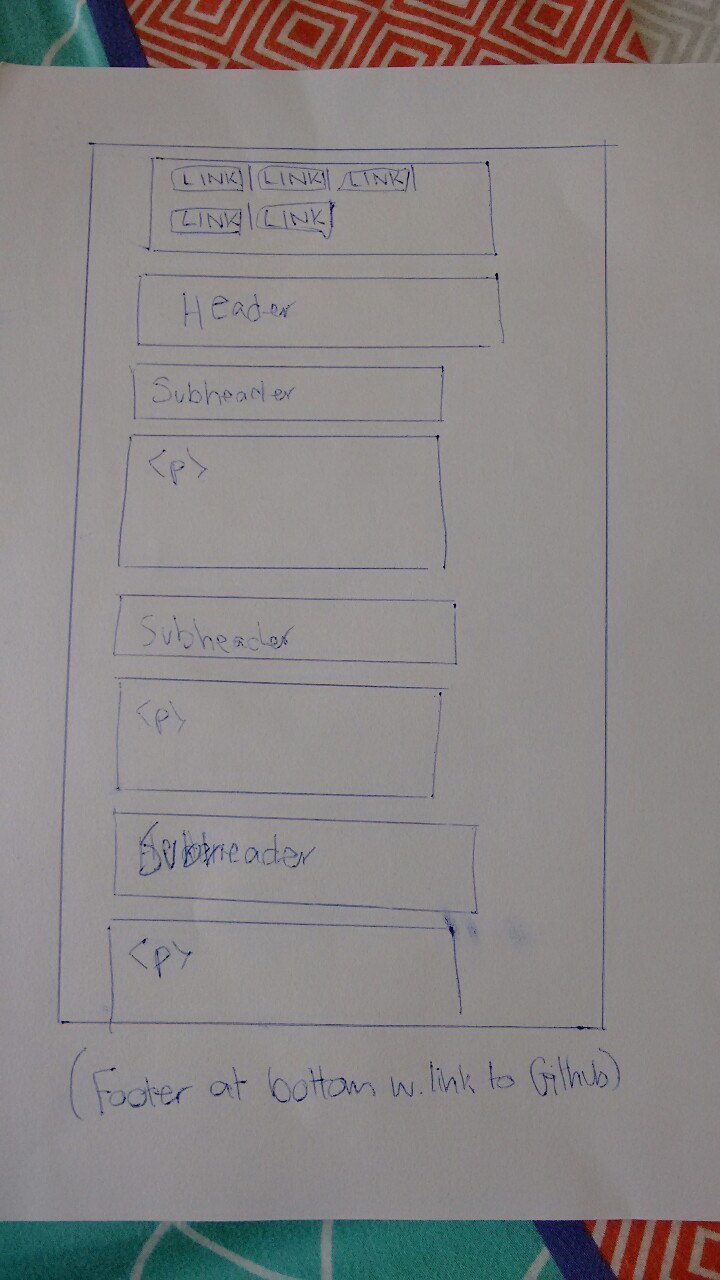 LINK | LINK | LINK |
LINK | LINK
Header
Subheader
<p>
Subheader
<p>
Subheader
<p>
(Footer at bottom w. link to Github)